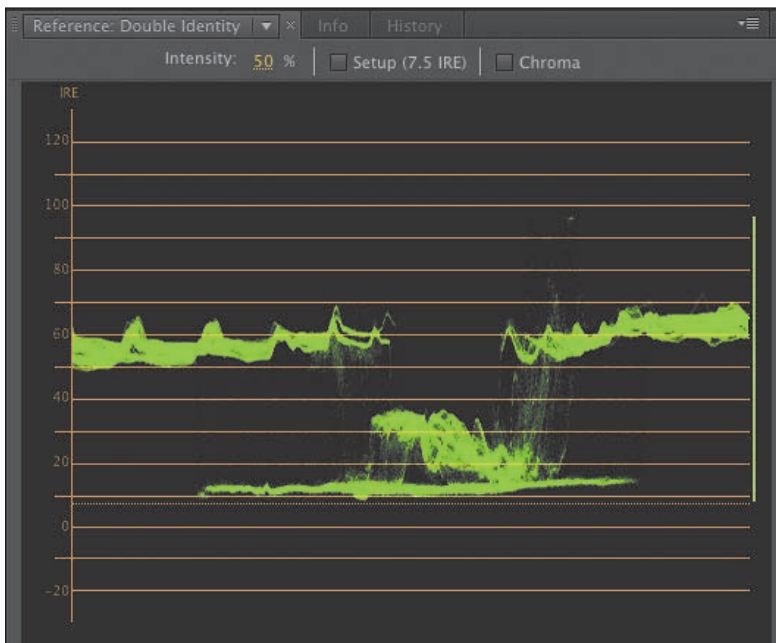 Reference: Double Identity Info History
Intensity: 50 % Setup (7.5 IRE) Chroma
IRE
120
100
80
60
40
20
0
-20